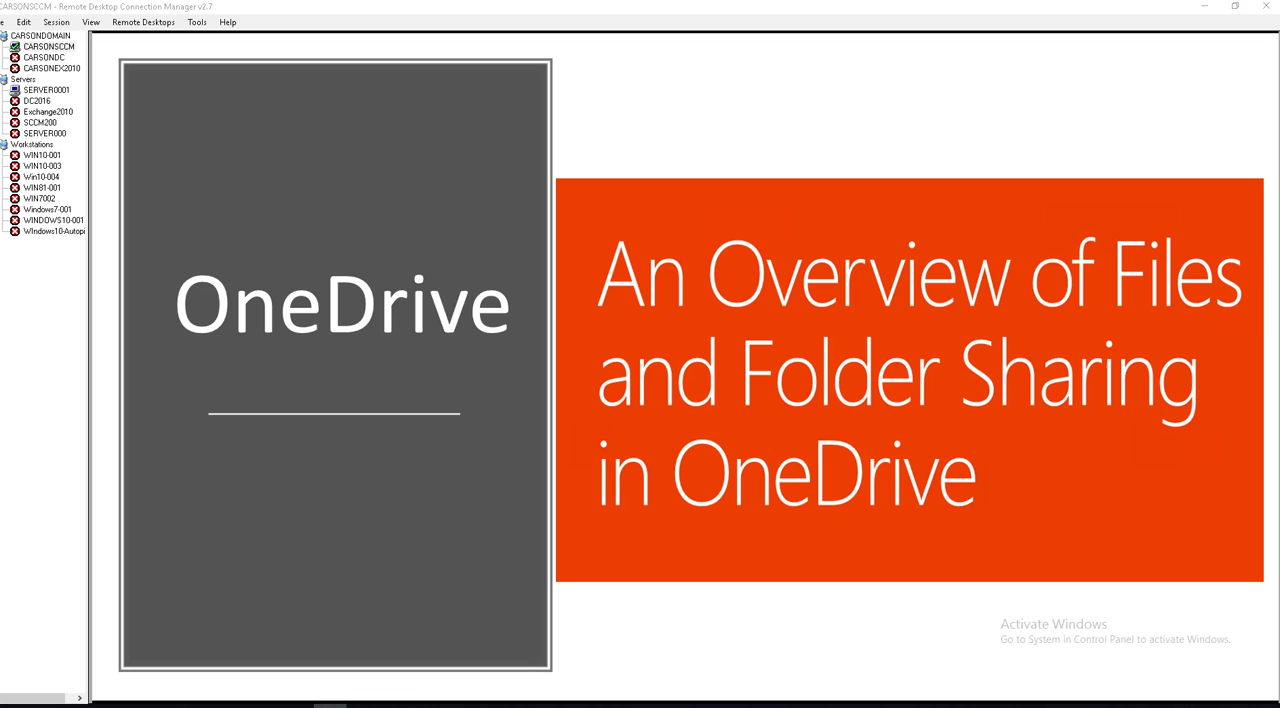 CARSONSCCM - Remote Desktop Connection Manager v2.7
Edit Session View Remote Desktops Tools Help
CARSONDOMAIN
CARSONSCCM
CARSONDC
CARSONEX2010
Servers
SERVER0001
DC2016
Exchange2010
SCCM200
SERVER000
Workstations
WIN10-001
WIN10-003
Win10-004
WIN81-001
WIN7002
Windows7-001
WINDOWS10-001
WIndows10-Autopi
OneDrive
An Overview of Files
and Folder Sharing
in OneDrive
Activate Windows
Go to System in Control Panel to activate Windows.